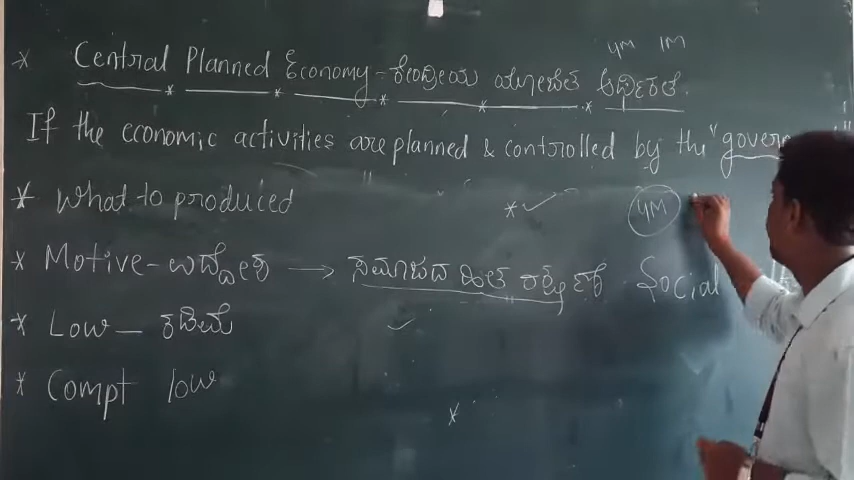 4M 1M
* Central Planned Economy - ಕೇಂದ್ರೀಯ ಯೋಜಿತ ಆರ್ಥಿಕತೆ.
If the economic activities are planned & controlled by the "govere
* What to produced * 4M
* Motive - ಉದ್ದೇಶ → ಸಮಾಜದ ಹಿತ ರಕ್ಷಣೆ Social
* Low - ಕಡಿಮೆ
* Compt low